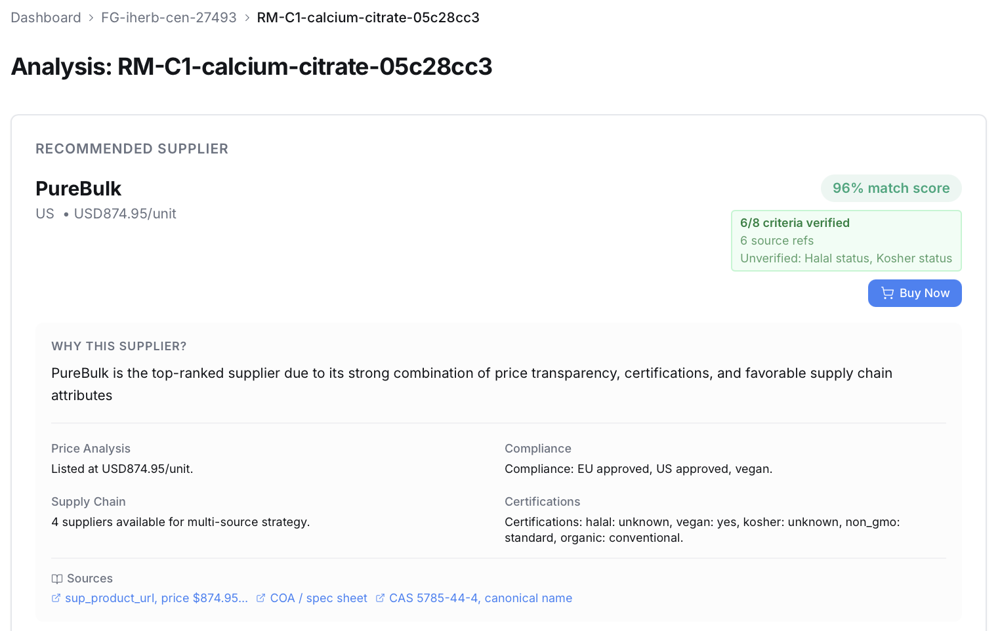 Dashboard > FG-iherb-cen-27493 > RM-C1-calcium-citrate-05c28cc3
Analysis: RM-C1-calcium-citrate-05c28cc3
RECOMMENDED SUPPLIER
PureBulk
US • USD874.95/unit
96% match score
6/8 criteria verified
6 source refs
Unverified: Halal status, Kosher status
Buy Now
WHY THIS SUPPLIER?
PureBulk is the top-ranked supplier due to its strong combination of price transparency, certifications, and favorable supply chain
attributes
Price Analysis
Listed at USD874.95/unit.
Compliance
Compliance: EU approved, US approved, vegan.
Supply Chain
4 suppliers available for multi-source strategy.
Certifications
Certifications: halal: unknown, vegan: yes, kosher: unknown, non_gmo:
standard, organic: conventional.
Sources
sup_product_url, price $874.95... COA / spec sheet CAS 5785-44-4, canonical name